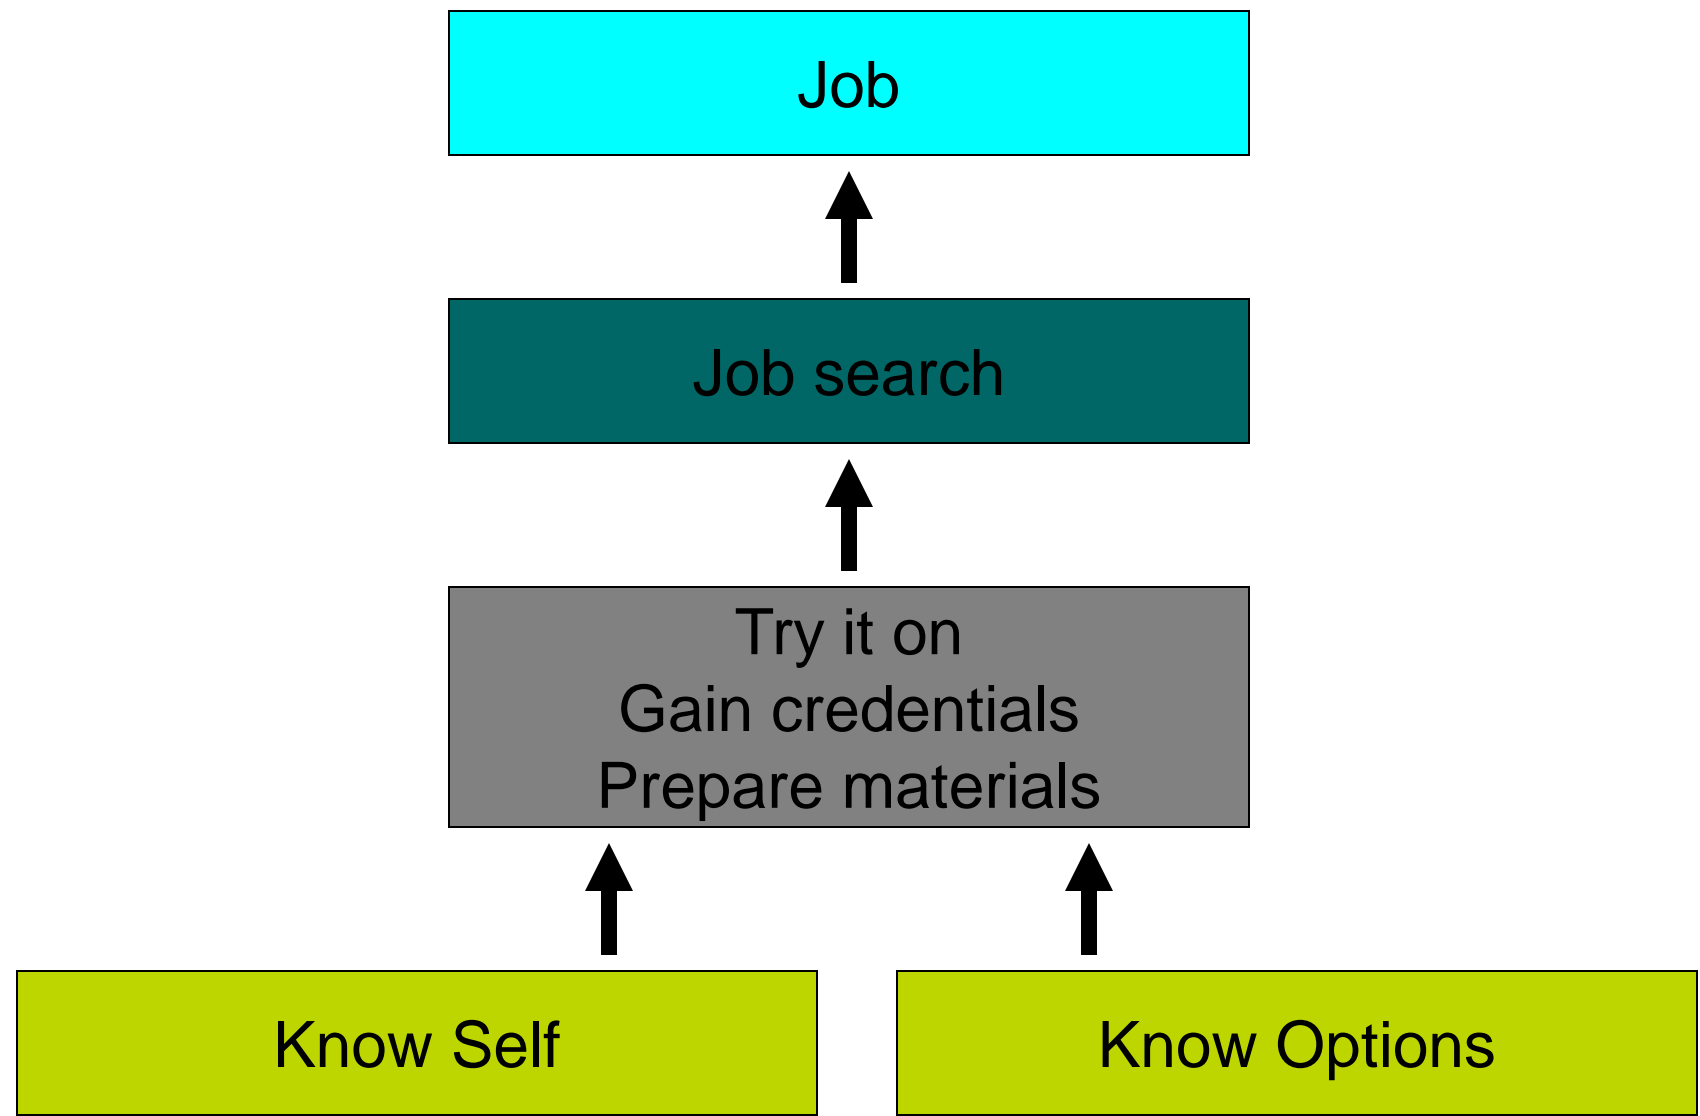 Job
Job search
Try it on
Gain credentials
Prepare materials
Know Self
Know Options